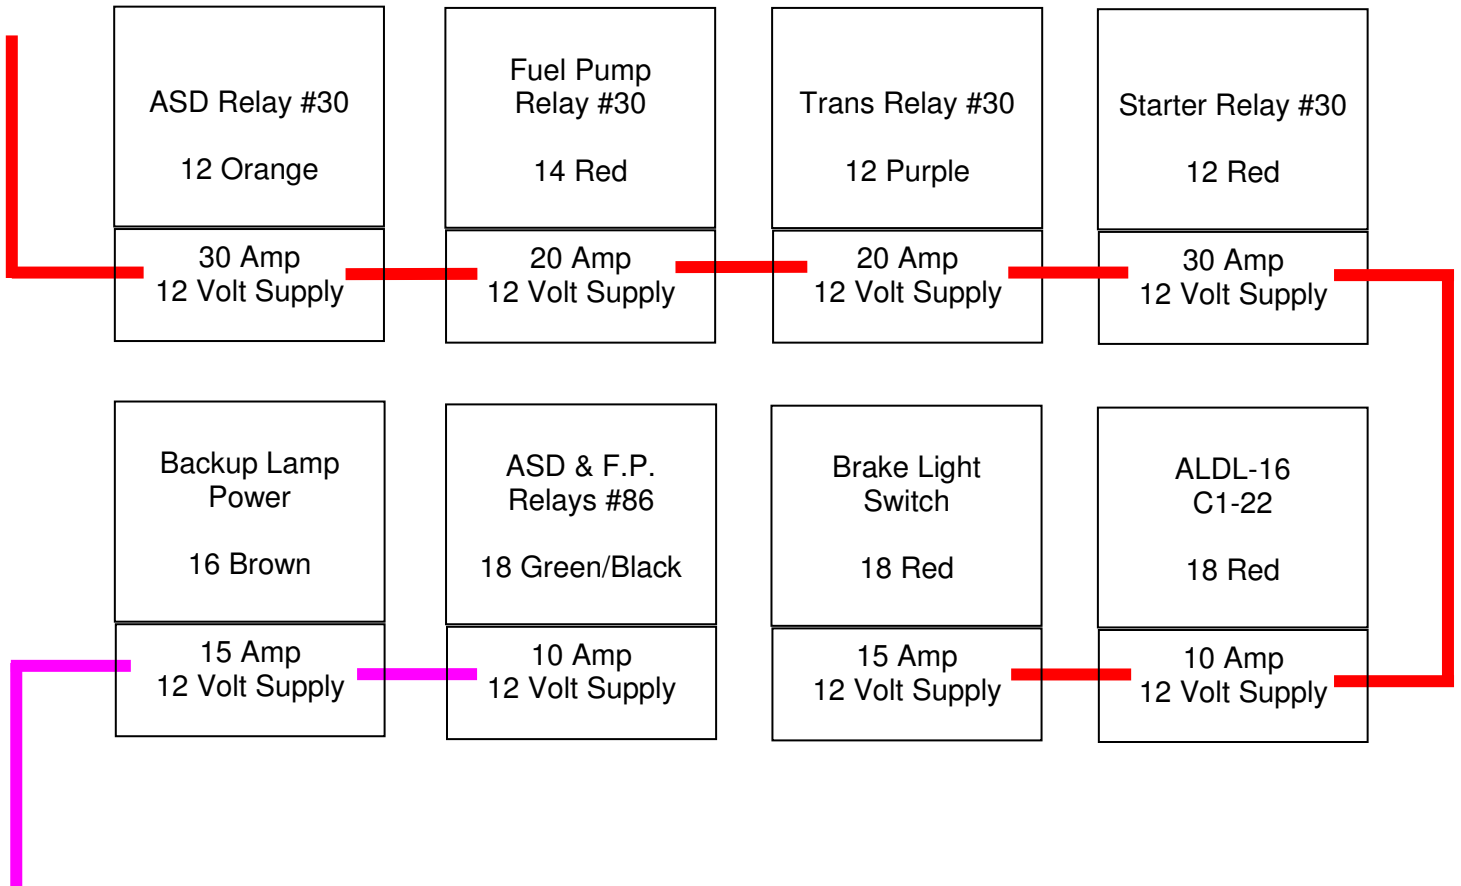 ASD Relay #30
12 Orange
30 Amp
12 Volt Supply
Fuel Pump
Relay #30
14 Red
20 Amp
12 Volt Supply
Trans Relay #30
12 Purple
20 Amp
12 Volt Supply
Starter Relay #30
12 Red
30 Amp
12 Volt Supply
Backup Lamp
Power
16 Brown
15 Amp
12 Volt Supply
ASD & F.P.
Relays #86
18 Green/Black
10 Amp
12 Volt Supply
Brake Light
Switch
18 Red
15 Amp
12 Volt Supply
ALDL-16
C1-22
18 Red
10 Amp
12 Volt Supply